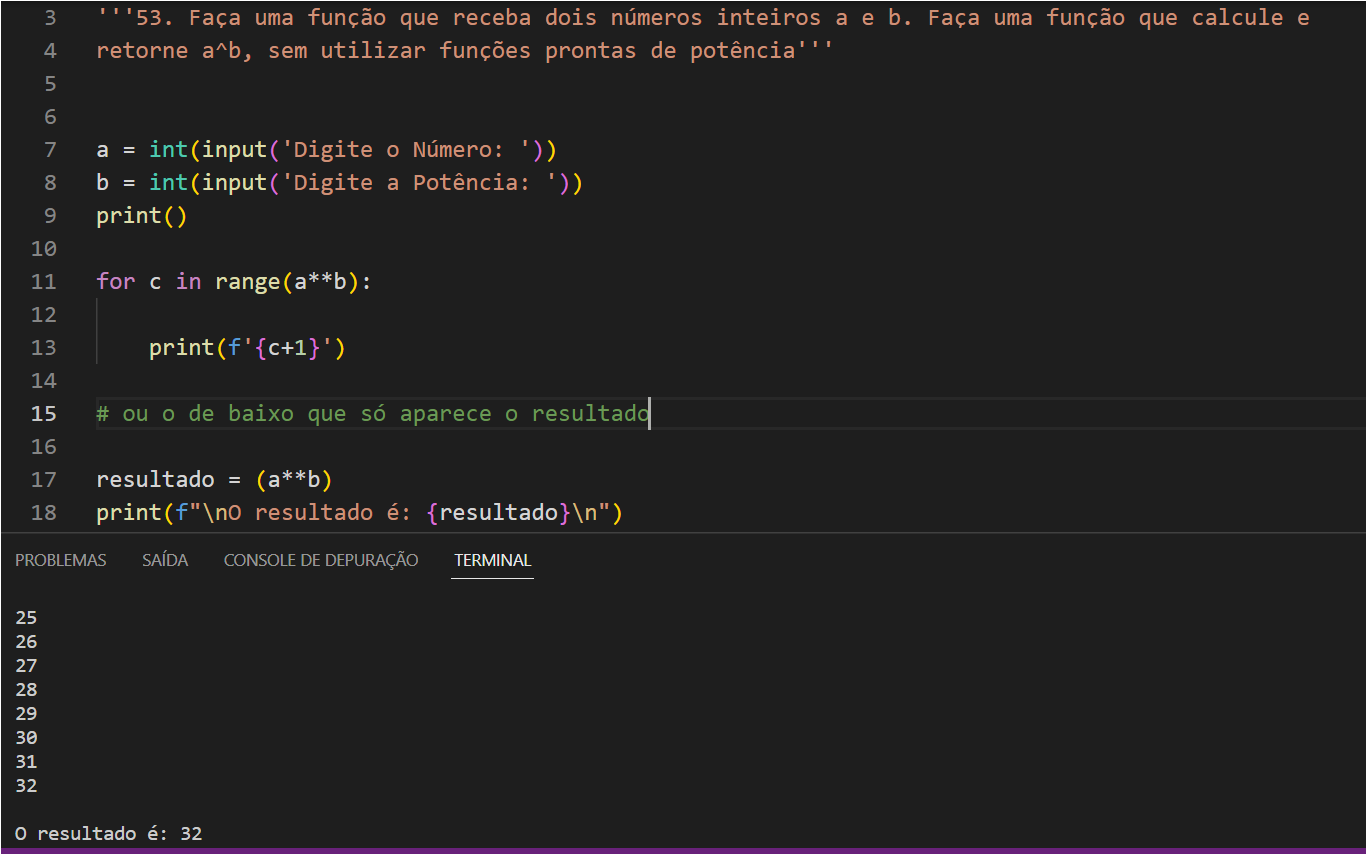 3 '''53. Faça uma função que receba dois números inteiros a e b. Faça uma função que calcule e
4 retorne a^b, sem utilizar funções prontas de potência'''
5
6
7 a = int(input('Digite o Número: '))
8 b = int(input('Digite a Potência: '))
9 print()
10
11 for c in range(a**b):
12
13     print(f'{c+1}')
14
15 # ou o de baixo que só aparece o resultado
16
17 resultado = (a**b)
18 print(f"\nO resultado é: {resultado}\n")
PROBLEMAS SAÍDA CONSOLE DE DEPURAÇÃO TERMINAL
25
26
27
28
29
30
31
32
O resultado é: 32